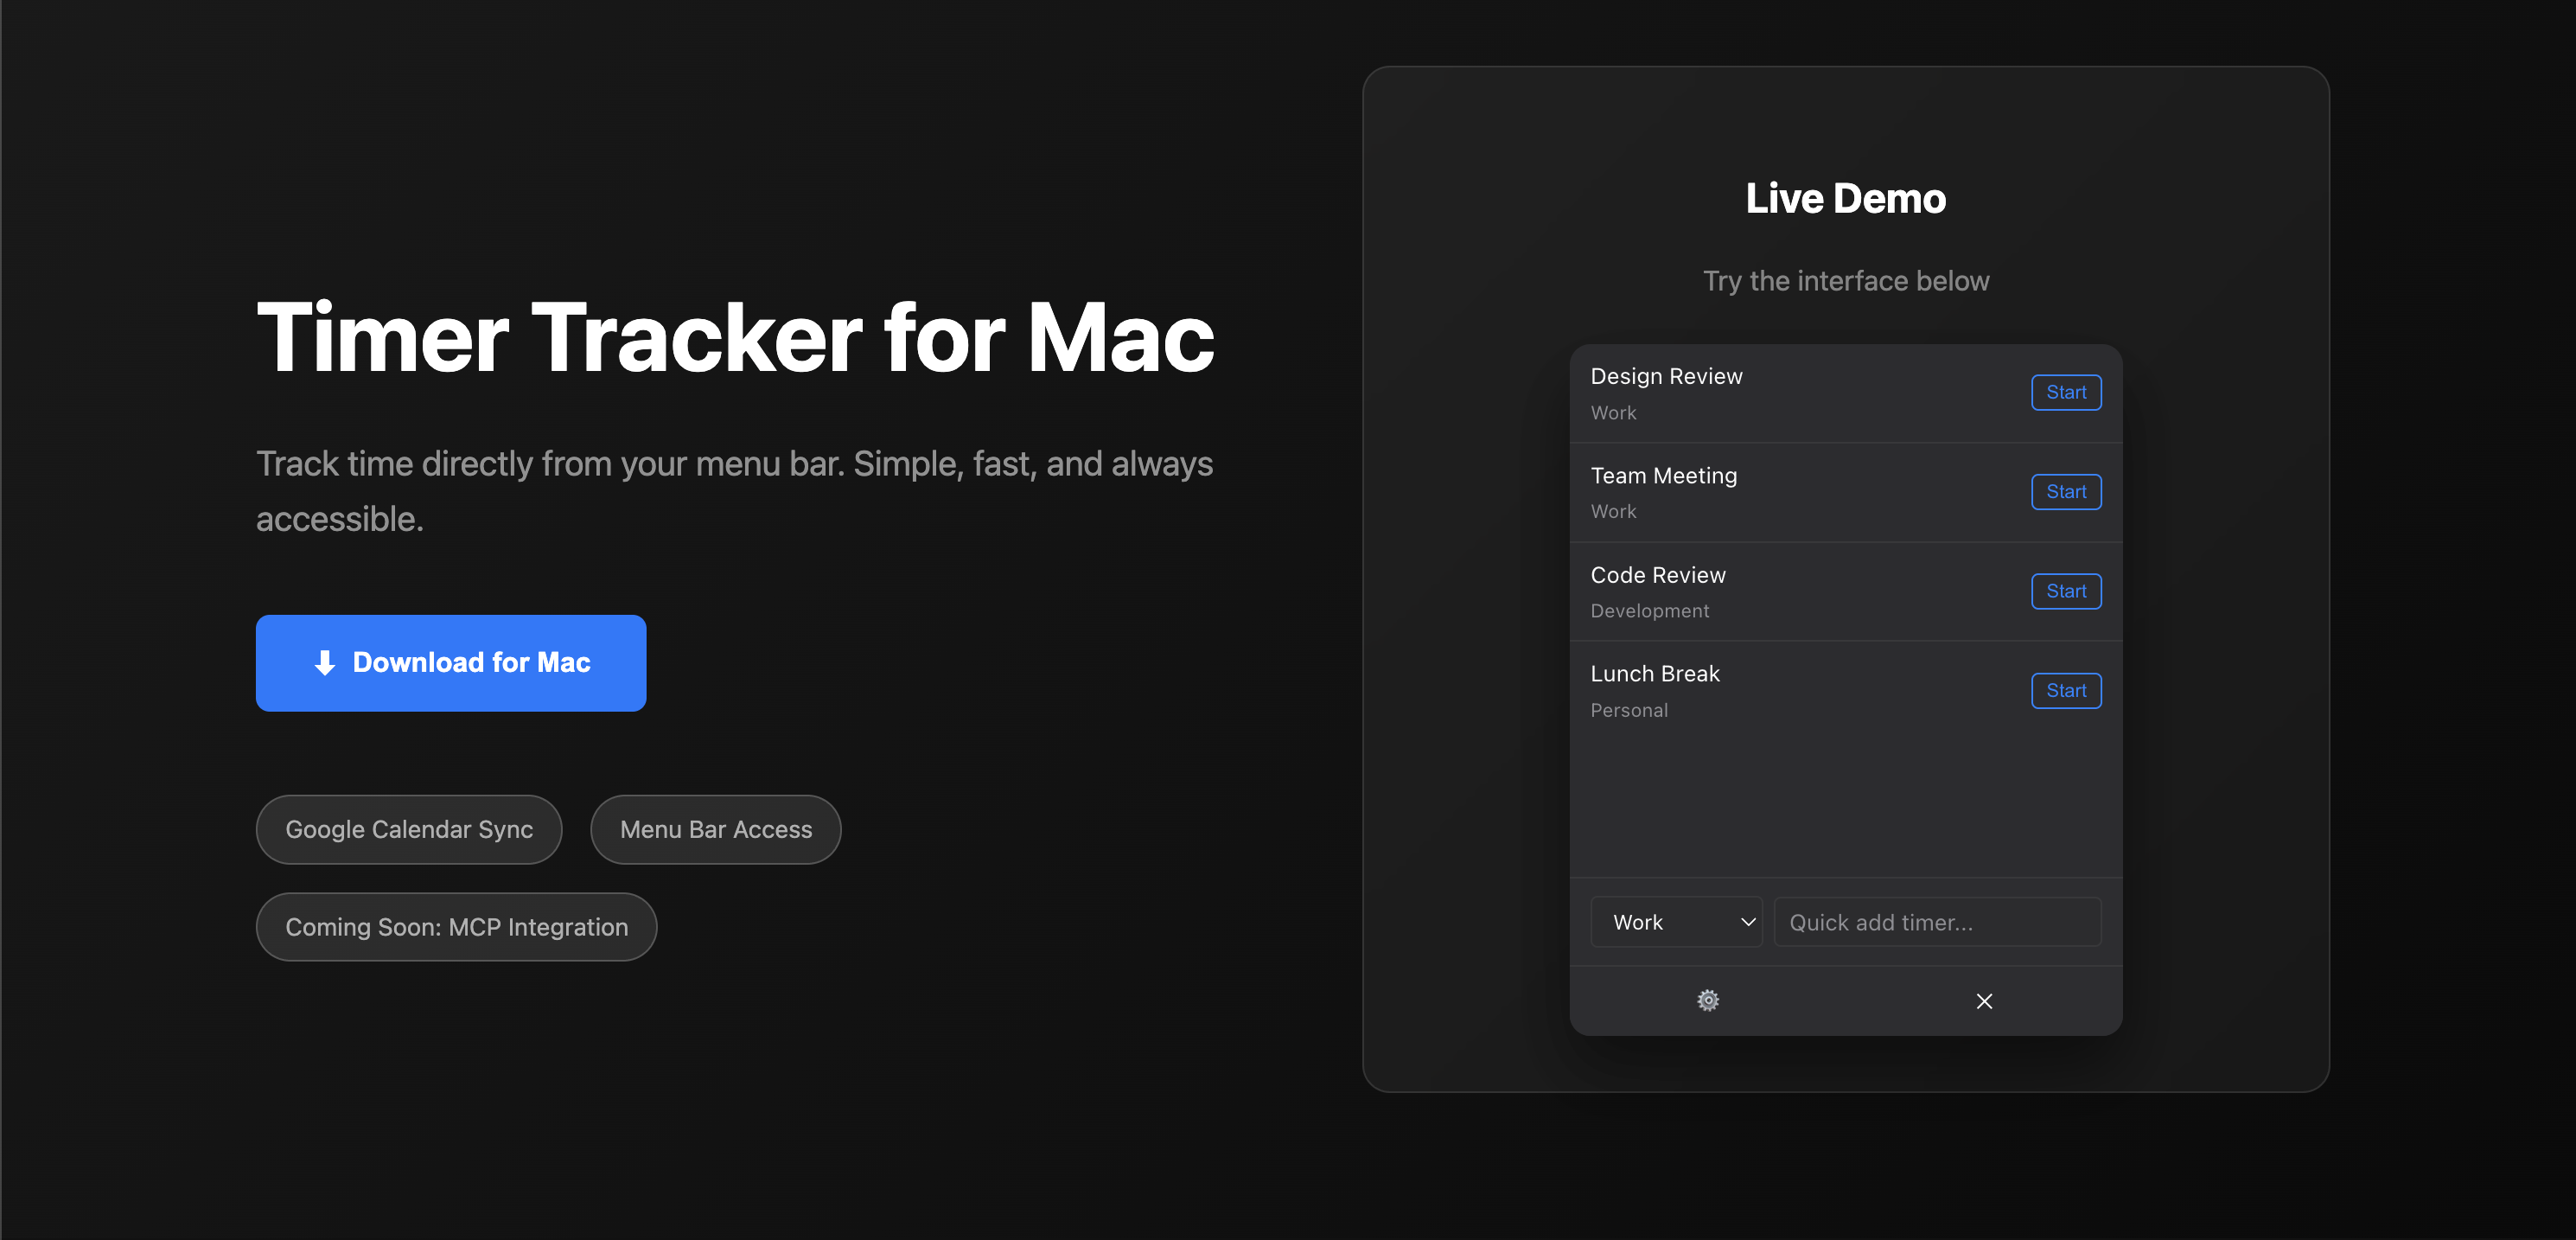 Timer Tracker for Mac
Track time directly from your menu bar. Simple, fast, and always
accessible.
Download for Mac
Google Calendar Sync
Menu Bar Access
Coming Soon: MCP Integration
Live Demo
Try the interface below
Design Review
Work
Start
Team Meeting
Work
Start
Code Review
Development
Start
Lunch Break
Personal
Start
Work
Quick add timer...